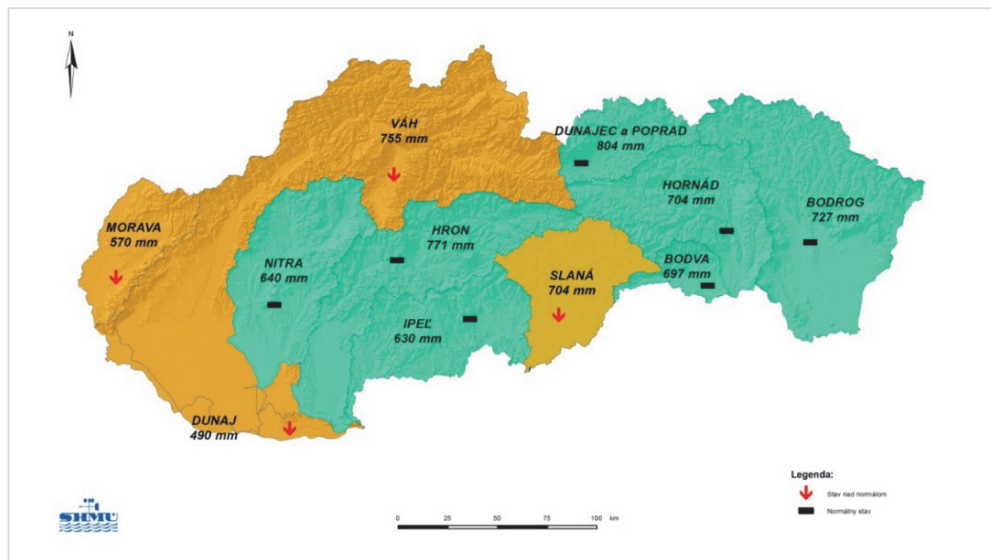 N
VÁH
755 mm
DUNAJEC a POPRAD
804 mm
HORNÁD
704 mm
BODROG
727 mm
MORAVA
570 mm
HRON
771 mm
NITRA
640 mm
SLANÁ
704 mm
BODVA
697 mm
IPEĽ
630 mm
DUNAJ
490 mm
Legenda:
Stav nad normálom
Normálny stav
SHMÚ
0 25 50 75 100 km